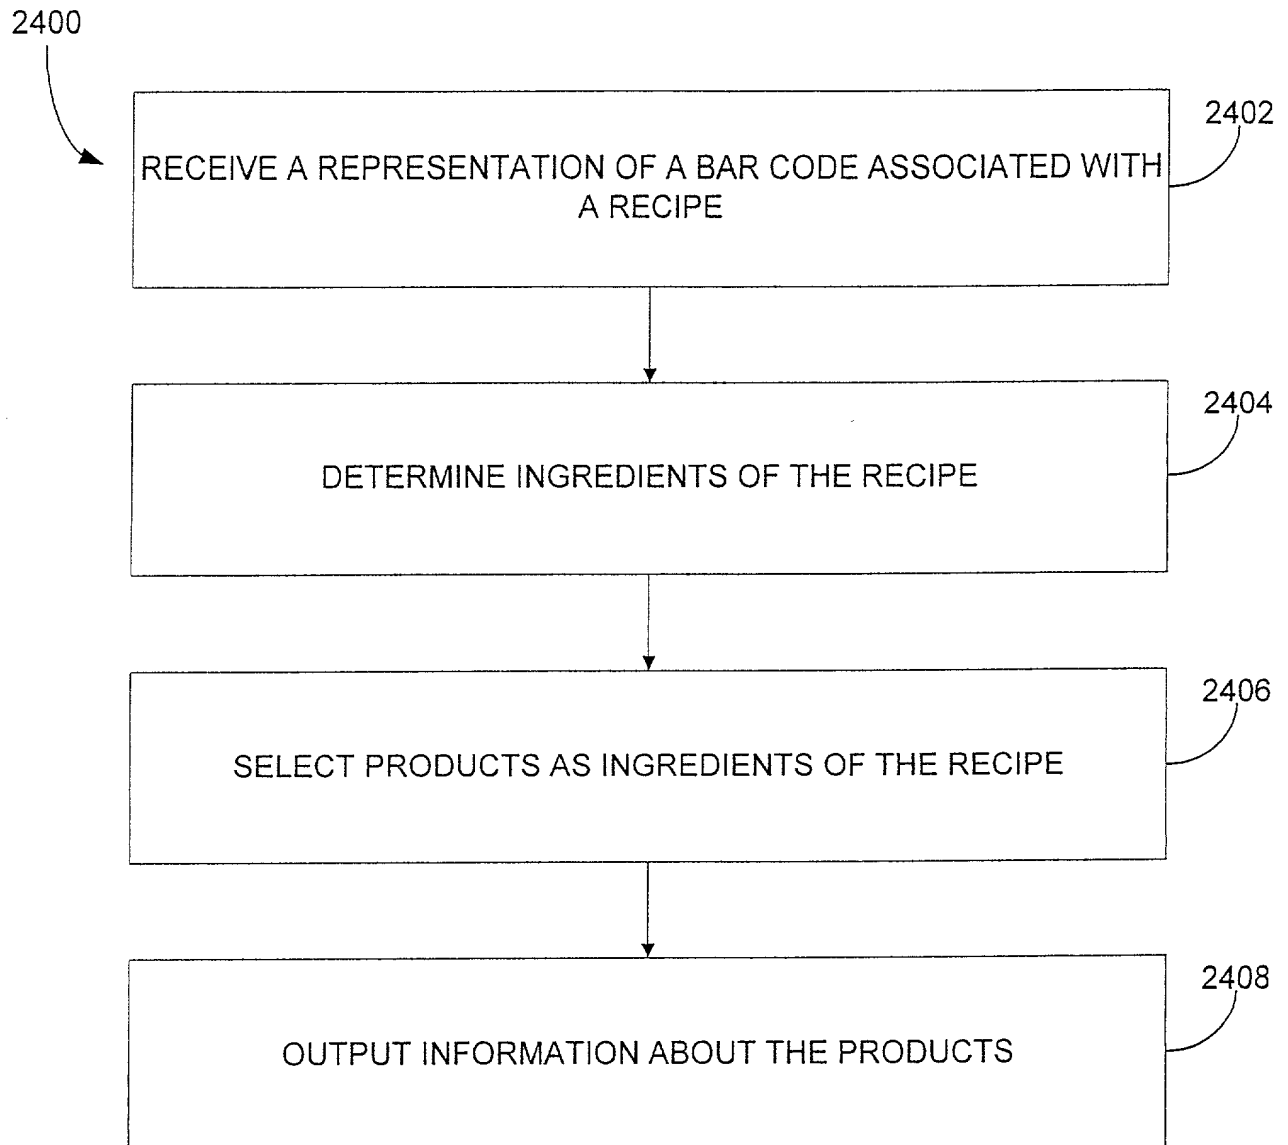 2400
2402
RECEIVE A REPRESENTATION OF A BAR CODE ASSOCIATED WITH
A RECIPE
2404
DETERMINE INGREDIENTS OF THE RECIPE
2406
SELECT PRODUCTS AS INGREDIENTS OF THE RECIPE
2408
OUTPUT INFORMATION ABOUT THE PRODUCTS